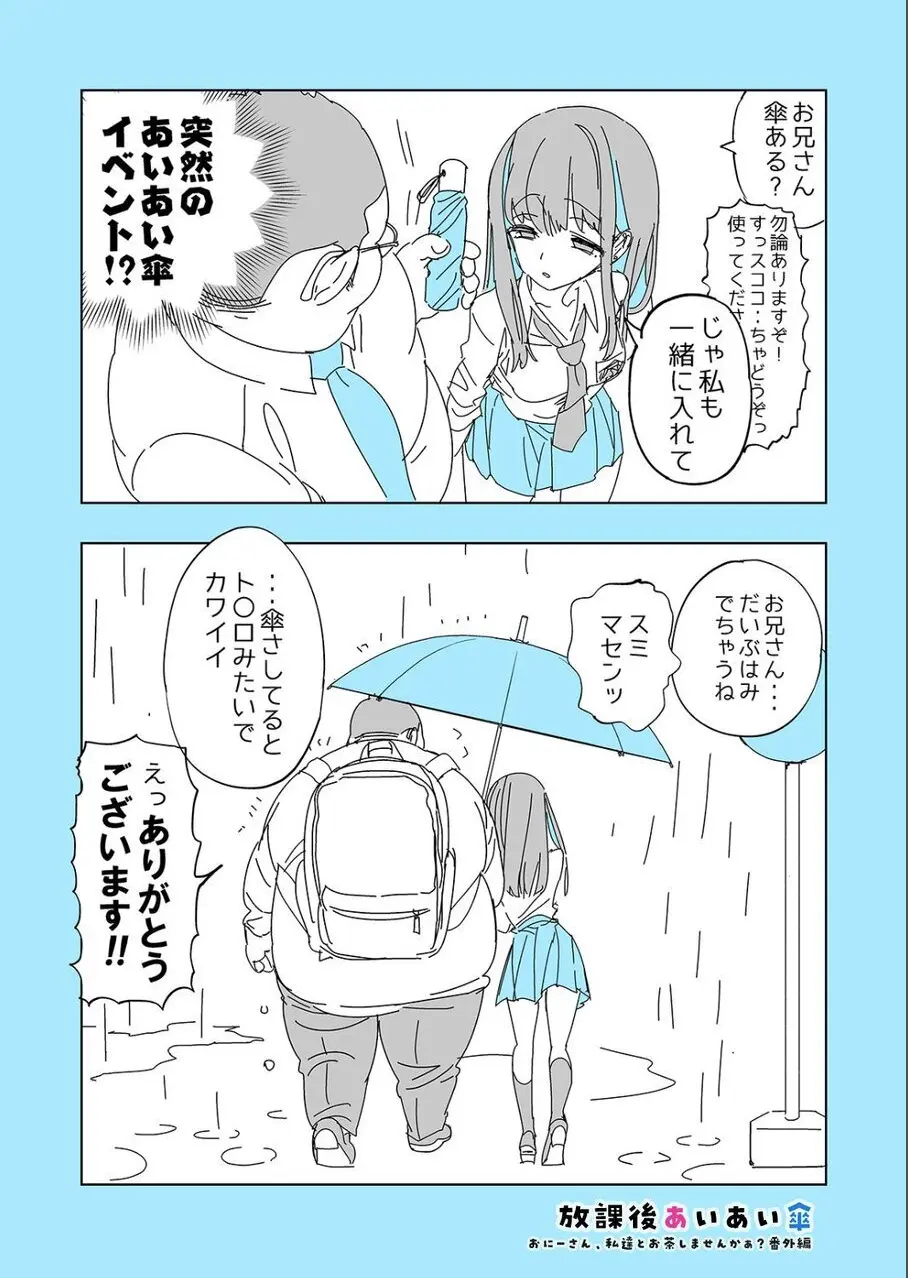 お兄さん
傘ある?
勿論ありますぞ!
すっスココ:ちゃどうぞっ
使ってくださ
じゃ私も
一緒に入れて
突然の
あいあい傘
イベント!?
お兄さん...
だいぶはみ
でちゃうね
スミ
マセンッ
...傘さしてると
ト〇ロみたいで
カワイイ
えっありがとう
ございます!!
放課後あいあい傘
おにーさん、私達とお茶しませんかぁ?番外編